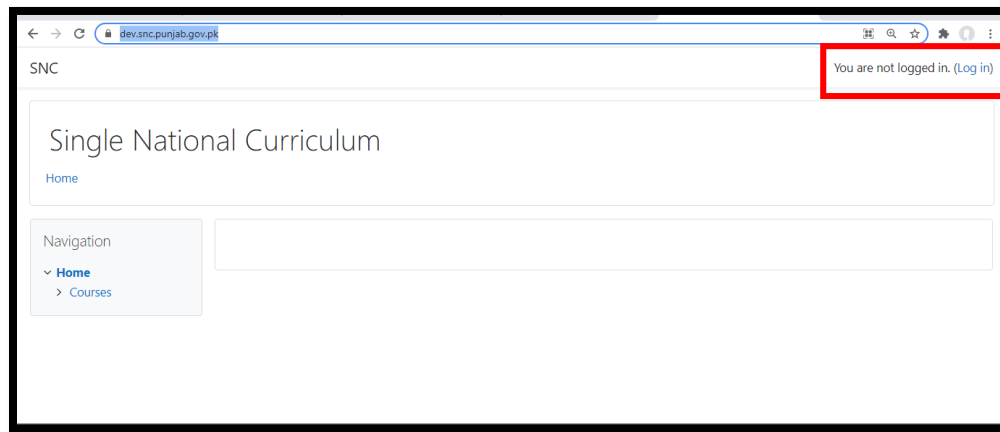 dev.snc.punjab.gov.pk
SNC
You are not logged in. (Log in)
Single National Curriculum
Home
Navigation
Home
Courses